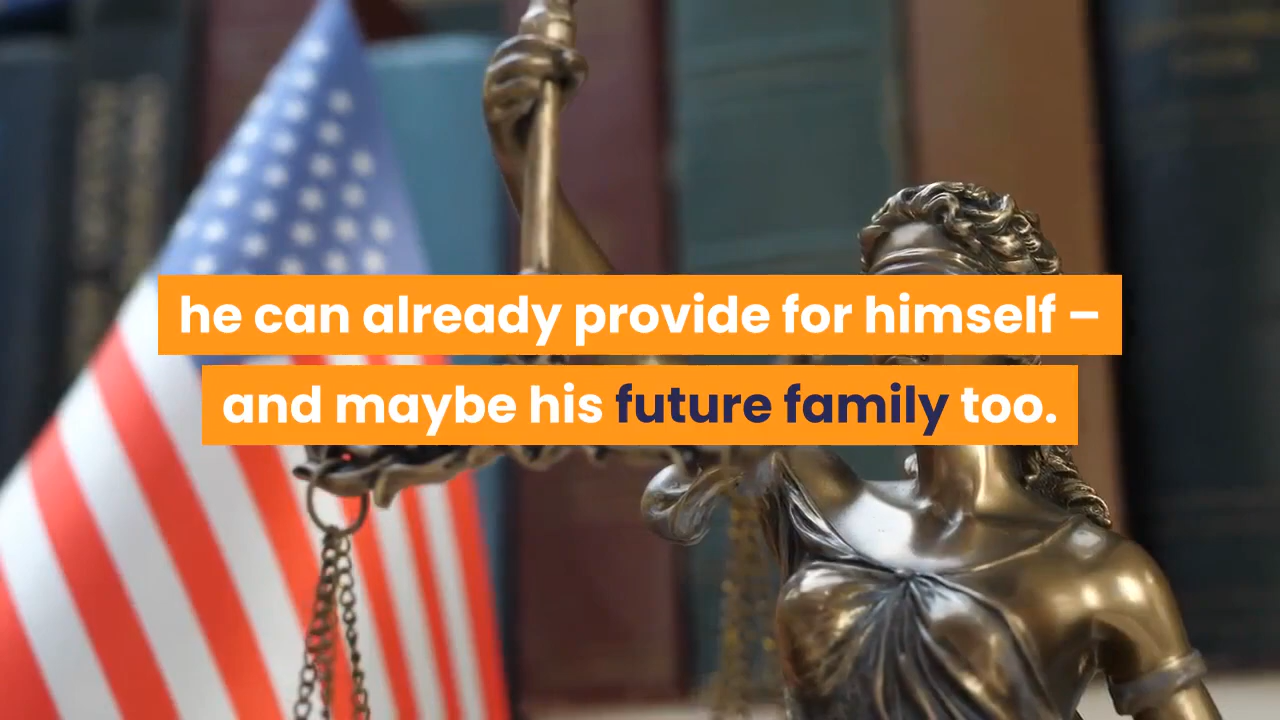 he can already provide for himself –
and maybe his future family too.